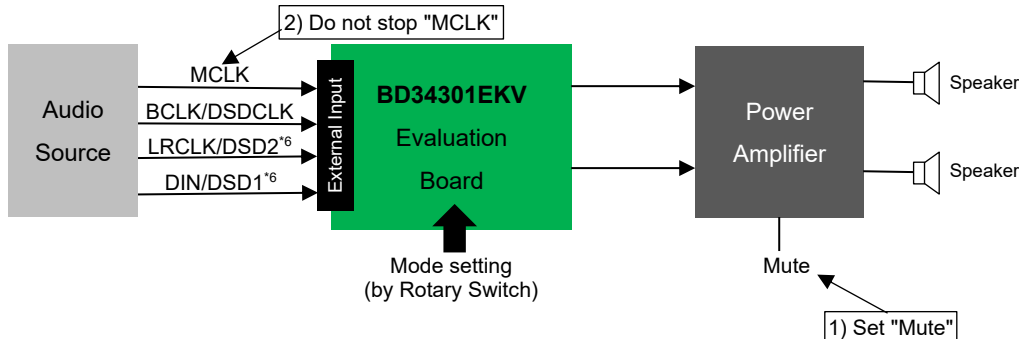 2) Do not stop "MCLK"
Audio
Source
MCLK
BCLK/DSDCLK
LRCLK/DSD2*6
DIN/DSD1*6
External Input
BD34301EKV
Evaluation
Board
Mode setting
(by Rotary Switch)
Power
Amplifier
Speaker
Speaker
Mute
1) Set "Mute"